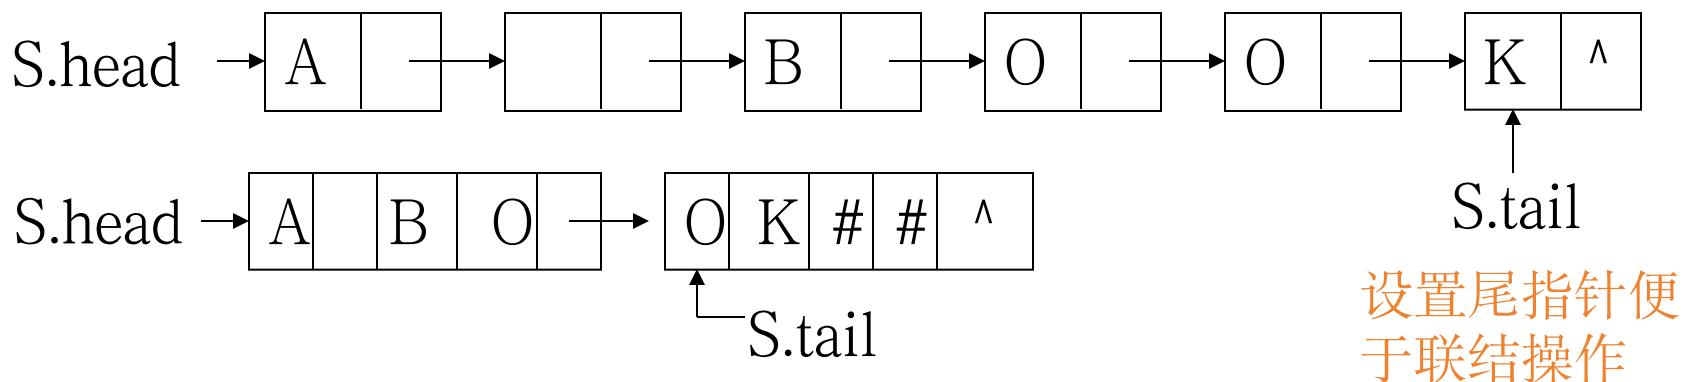 S.head A B O O K ^
S.tail
S.head A B O O K # # ^
S.tail
设置尾指针便
于联结操作